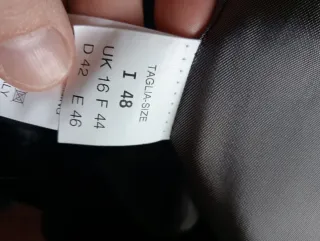 TAGLIA-SIZE
I 48
UK 16 F 44
D 42 E 46